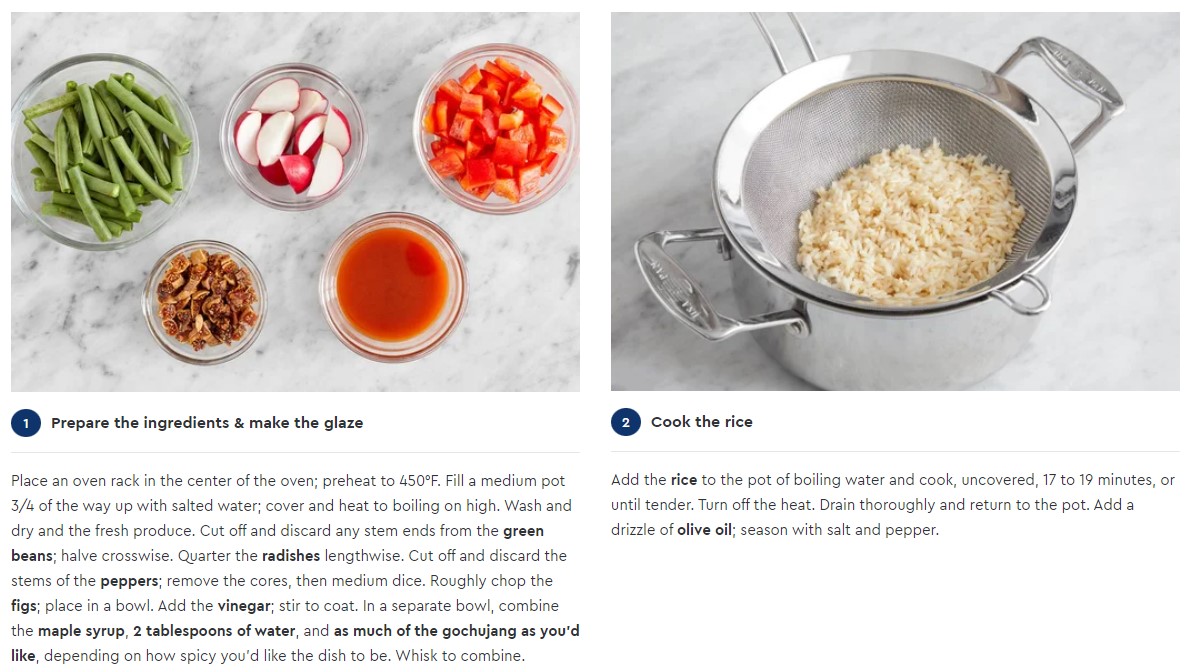 1 Prepare the ingredients & make the glaze
Place an oven rack in the center of the oven; preheat to 450°F. Fill a medium pot
3/4 of the way up with salted water; cover and heat to boiling on high. Wash and
dry and the fresh produce. Cut off and discard any stem ends from the green
beans; halve crosswise. Quarter the radishes lengthwise. Cut off and discard the
stems of the peppers; remove the cores, then medium dice. Roughly chop the
figs; place in a bowl. Add the vinegar; stir to coat. In a separate bowl, combine
the maple syrup, 2 tablespoons of water, and as much of the gochujang as you'd
like, depending on how spicy you'd like the dish to be. Whisk to combine.
2 Cook the rice
Add the rice to the pot of boiling water and cook, uncovered, 17 to 19 minutes, or
until tender. Turn off the heat. Drain thoroughly and return to the pot. Add a
drizzle of olive oil; season with salt and pepper.